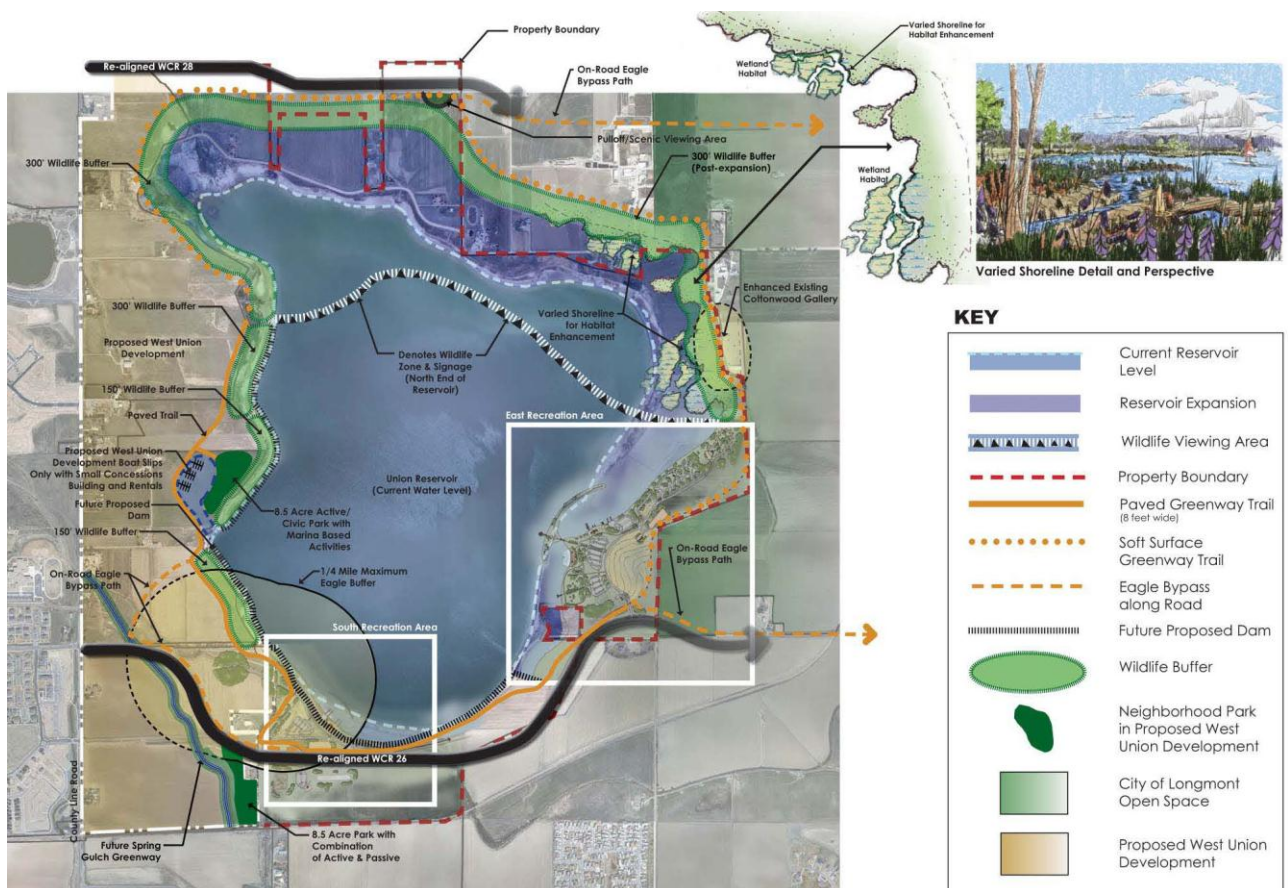 Property Boundary
Re-aligned WCR 28
On-Road Eagle
Bypass Path
Varied Shoreline for
Habitat Enhancement
Wetland
Habitat
Pulloff/Scenic Viewing Area
300' Wildlife Buffer
300' Wildlife Buffer
(Post-expansion)
Wetland
Habitat
Varied Shoreline Detail and Perspective
300' Wildlife Buffer
Enhanced Existing
Cottonwood Gallery
Varied Shoreline
for Habitat
Enhancement
Proposed West Union
Development
Denotes Wildlife
Zone & Signage
(North End of
Reservoir)
150' Wildlife Buffer
Paved Trail
East Recreation Area
Proposed West Union
Development Boat Slips
Only with Small Concessions
Building and Rentals
Union Reservoir
(Current Water Level)
Future Proposed
Dam
8.5 Acre Active/
Civic Park with
Marina Based
Activities
150' Wildlife Buffer
On-Road Eagle
Bypass Path
On-Road Eagle
Bypass Path
1/4 Mile Maximum
Eagle Buffer
South Recreation Area
Re-aligned WCR 26
County Line Road
Future Spring
Gulch Greenway
8.5 Acre Park with
Combination
of Active & Passive
KEY
Current Reservoir
Level
Reservoir Expansion
Wildlife Viewing Area
Property Boundary
Paved Greenway Trail
(8 feet wide)
Soft Surface
Greenway Trail
Eagle Bypass
along Road
Future Proposed Dam
Wildlife Buffer
Neighborhood Park
in Proposed West
Union Development
City of Longmont
Open Space
Proposed West Union
Development